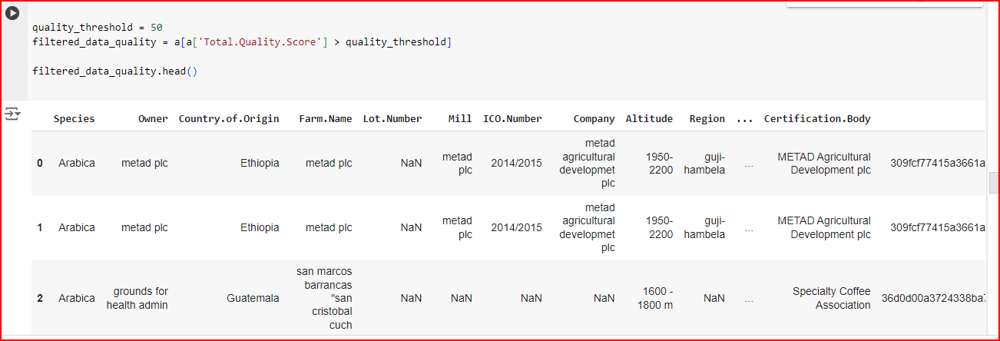 quality_threshold = 50
filtered_data_quality = a[a['Total.Quality.Score'] > quality_threshold]
filtered_data_quality.head()
Species Owner Country.of.Origin Farm.Name Lot.Number Mill ICO.Number Company Altitude Region ... Certification.Body
0 Arabica metad plc Ethiopia metad plc NaN metad plc 2014/2015 metad agricultural developmet plc 1950-2200 guji-hambela ... METAD Agricultural Development plc 309fcf77415a3661a
1 Arabica metad plc Ethiopia metad plc NaN metad plc 2014/2015 metad agricultural developmet plc 1950-2200 guji-hambela ... METAD Agricultural Development plc 309fcf77415a3661a
2 Arabica grounds for health admin Guatemala san marcos barrancas "san cristobal cuch NaN NaN NaN NaN 1600 - 1800 m NaN ... Specialty Coffee Association 36d0d00a3724338ba7